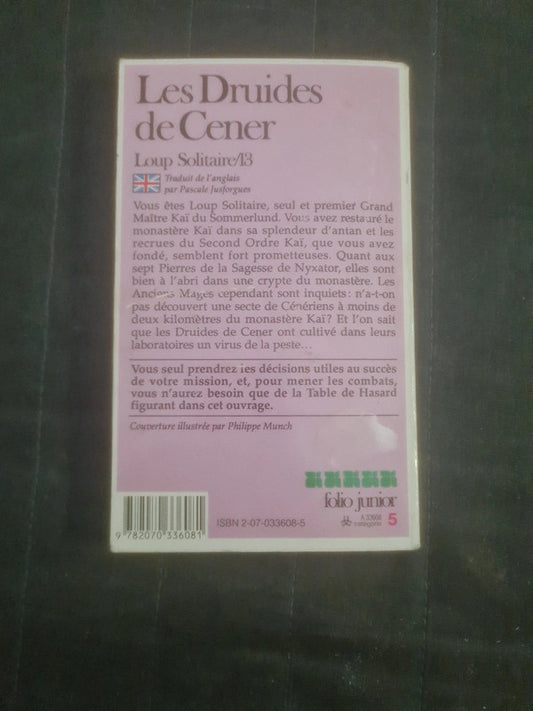 Les Druides
de Cener
Loup Solitaire/13
Traduit de l'anglais
par Pascale Jusforgues
Vous êtes Loup Solitaire, seul et premier Grand
Maître Kaï du Sommerlund. Vous avez restauré le
monastère Kaï dans sa splendeur d'antan et les
recrues du Second Ordre Kaï, que vous avez
fondé, semblent fort prometteuses. Quant aux
sept Pierres de la Sagesse de Nyxator, elles sont
bien à l'abri dans une crypte du monastère. Les
Anciens Mages cependant sont inquiets : n'a-t-on
pas découvert une secte de Cénériens à moins de
deux kilomètres du monastère Kaï? Et l'on sait
que les Druides de Cener ont cultivé dans leurs
laboratoires un virus de la peste...
Vous seul prendrez les décisions utiles au succès
de votre mission, et, pour mener les combats,
vous n'aurez besoin que de la Table de Hasard
figurant dans cet ouvrage.
Couverture illustrée par Philippe Munch
folio junior
ISBN 2-07-033608-5
A 33608
catégorie 5
9 782070 336081